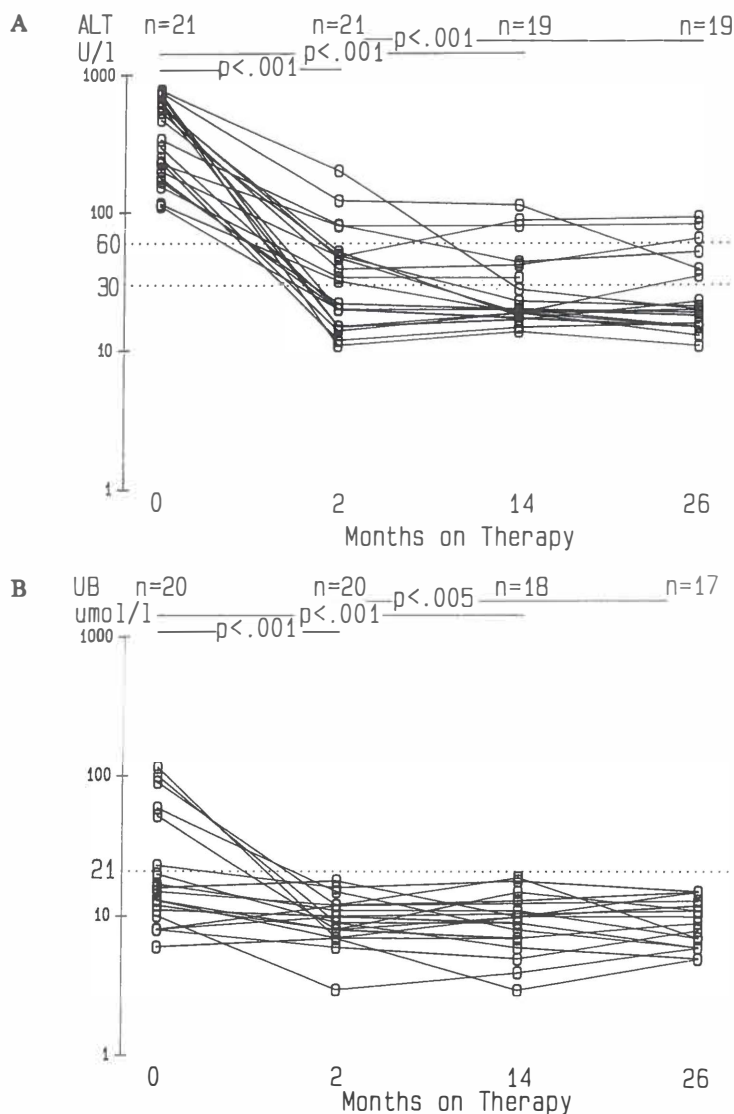 A ALT n=21 n=21 n=19 n=19
U/l p<.001
p<.001
p<.001
1000
100
60
30
10
1
0 2 14 26
Months on Therapy
B UB n=20 n=20 n=18 n=17
umol/l p<.005
p<.001
p<.001
1000
100
21
10
1
0 2 14 26
Months on Therapy